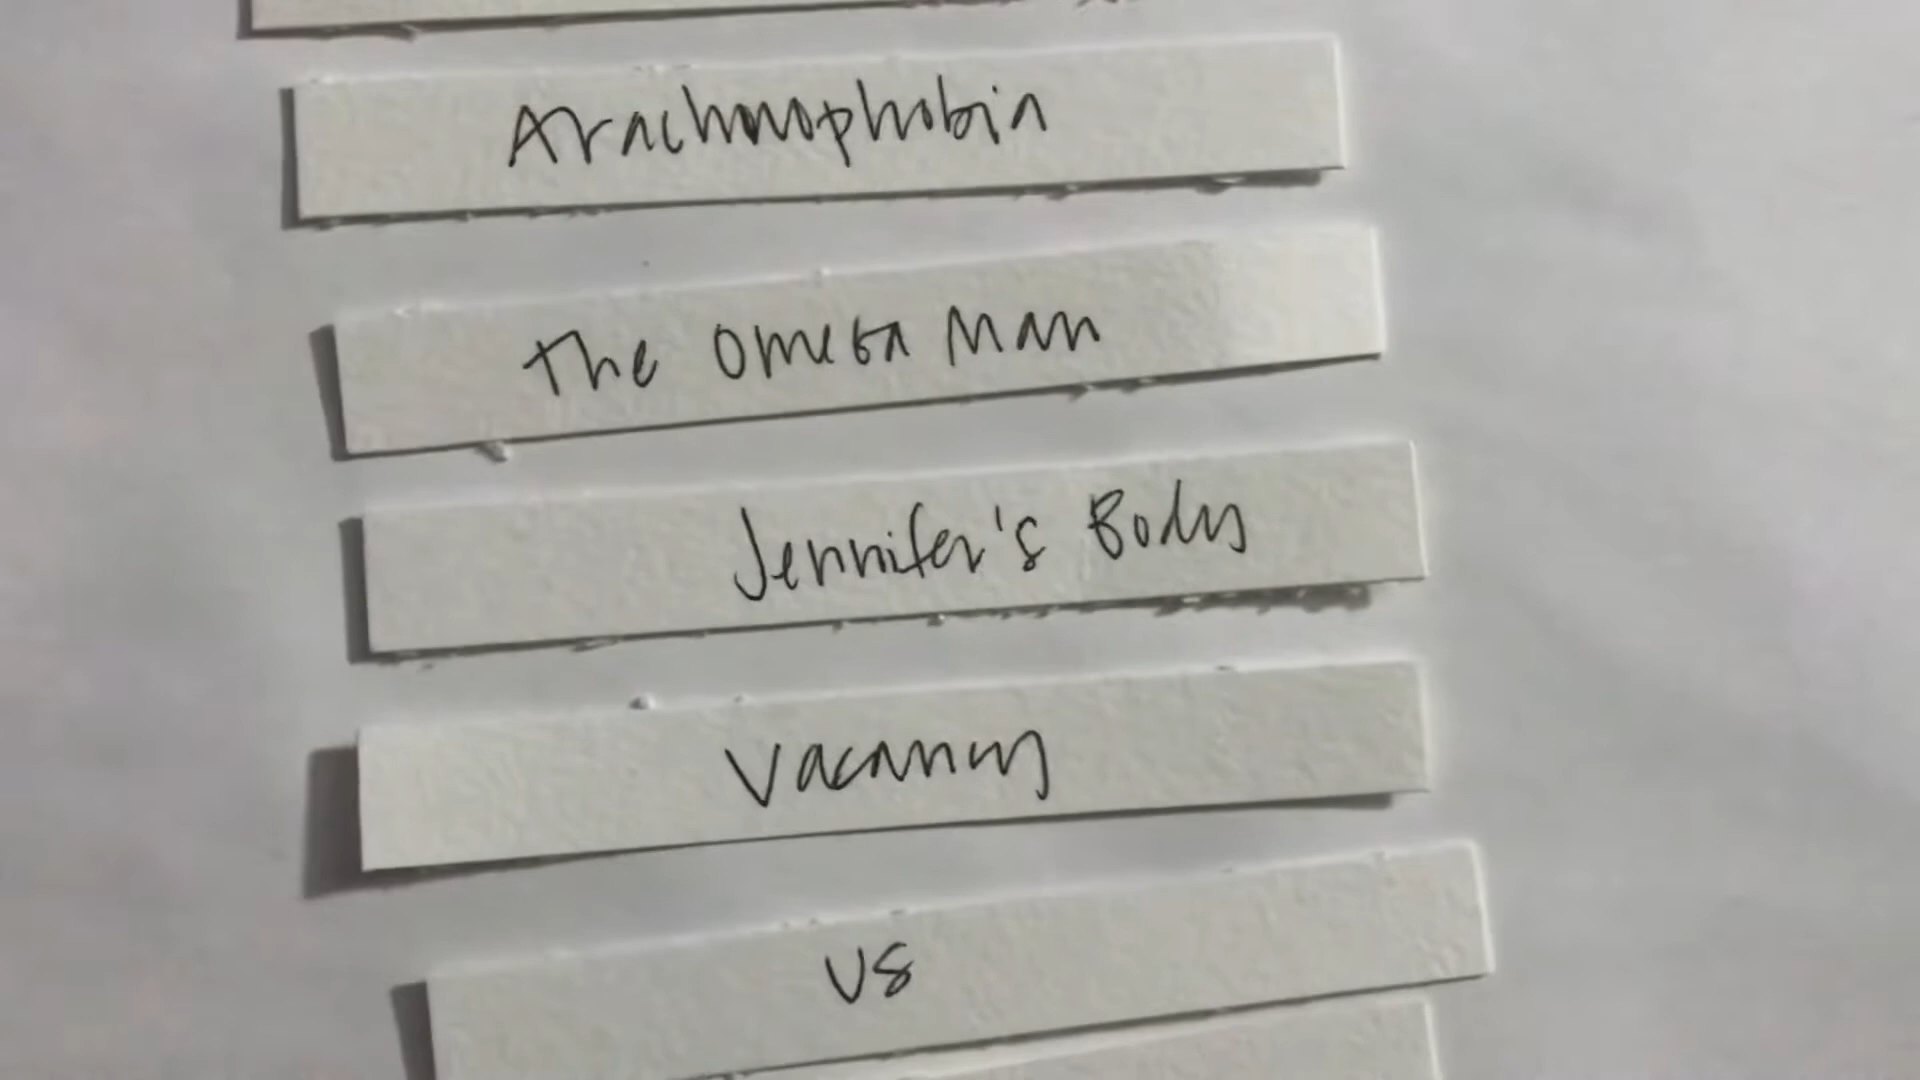 Arachnophobia
The Omega Man
Jennifer's Body
Vacancy
Us